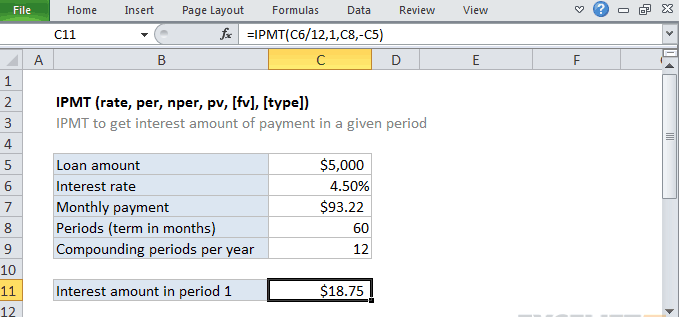 File Home Insert Page Layout Formulas Data Review View
C11 fx =IPMT(C6/12,1,C8,-C5)
A B C D E F
1
2 IPMT (rate, per, nper, pv, [fv], [type])
3 IPMT to get interest amount of payment in a given period
4
5 Loan amount $5,000
6 Interest rate 4.50%
7 Monthly payment $93.22
8 Periods (term in months) 60
9 Compounding periods per year 12
10
11 Interest amount in period 1 $18.75
12